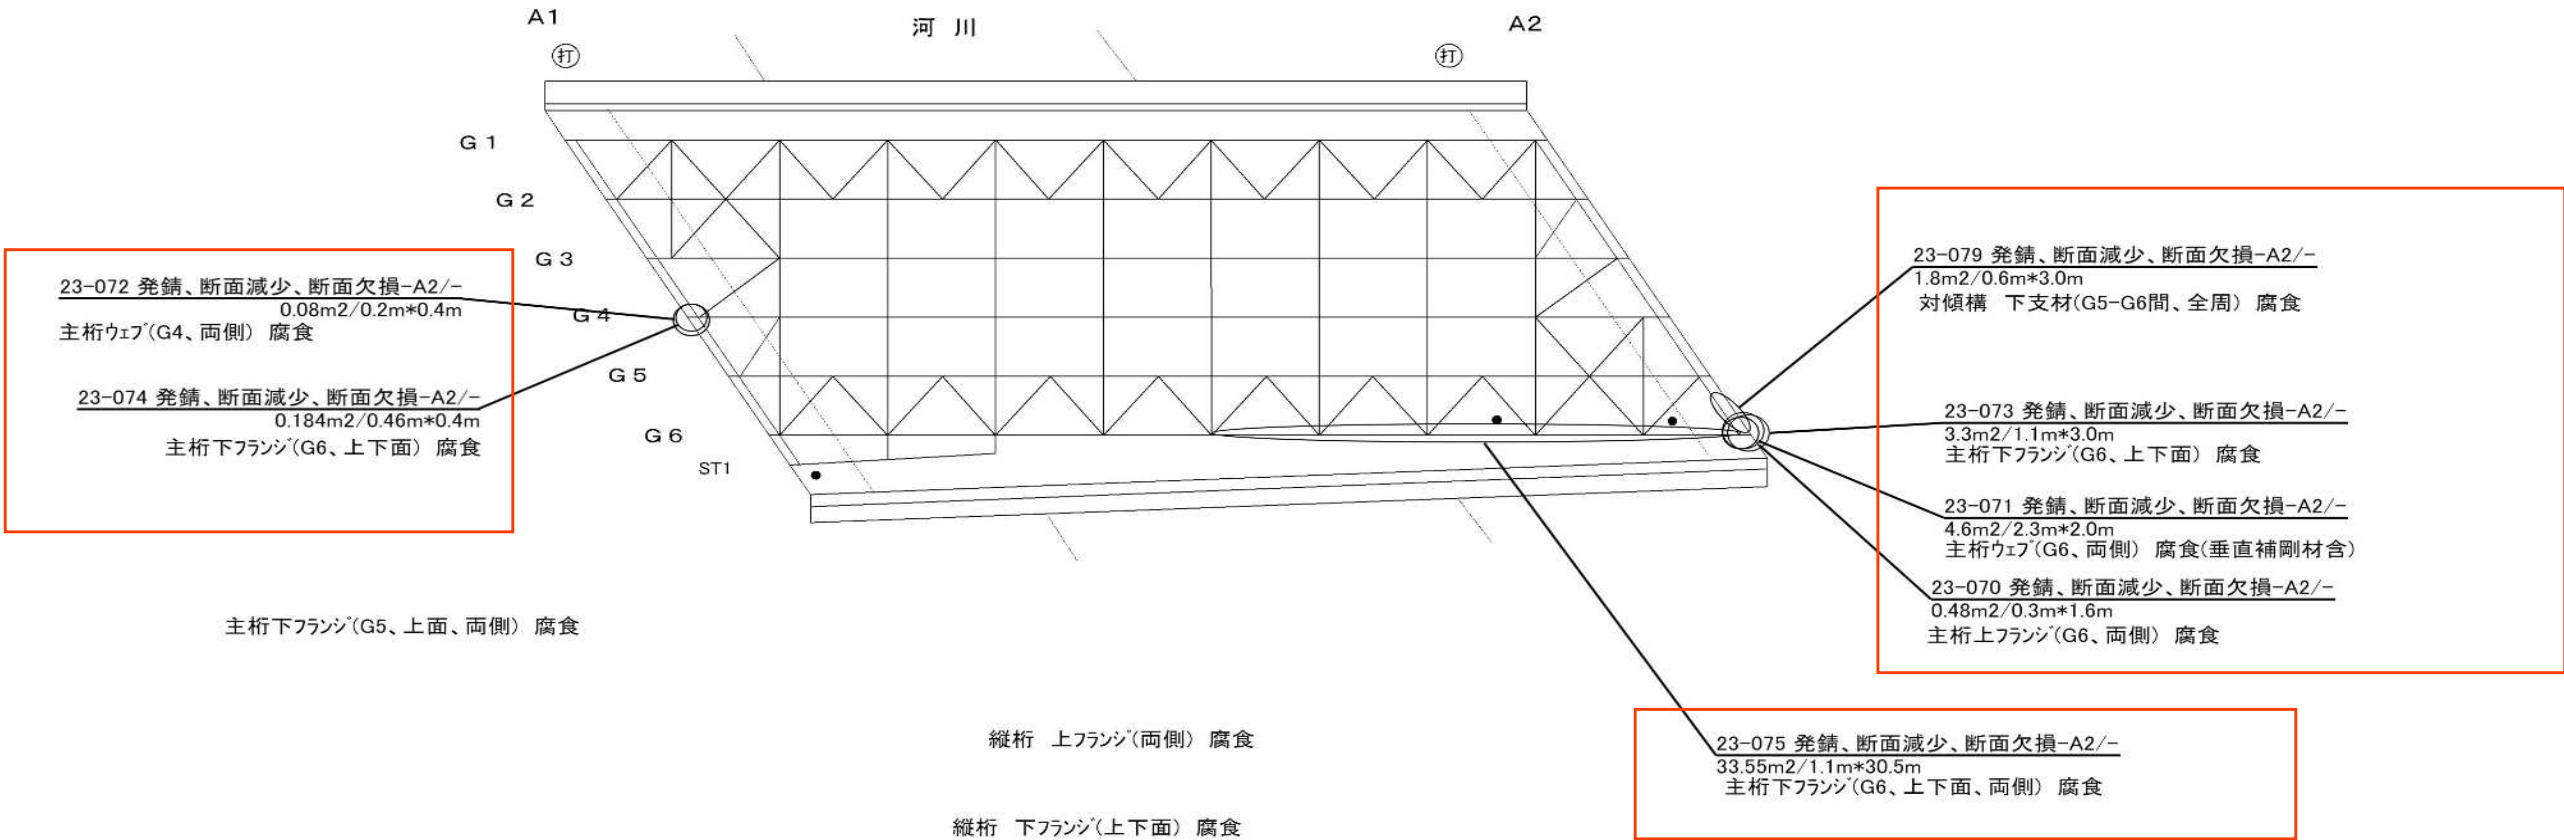 A1
河 川
A2
打
打
G 1
G 2
G 3
G 4
G 5
G 6
ST1
23-072 発錆、断面減少、断面欠損-A2/-
0.08m2/0.2m*0.4m
主桁ウェブ(G4、両側) 腐食
23-074 発錆、断面減少、断面欠損-A2/-
0.184m2/0.46m*0.4m
主桁下フランジ(G6、上下面) 腐食
23-079 発錆、断面減少、断面欠損-A2/-
1.8m2/0.6m*3.0m
対傾構 下支材(G5-G6間、全周) 腐食
23-073 発錆、断面減少、断面欠損-A2/-
3.3m2/1.1m*3.0m
主桁下フランジ(G6、上下面) 腐食
23-071 発錆、断面減少、断面欠損-A2/-
4.6m2/2.3m*2.0m
主桁ウェブ(G6、両側) 腐食(垂直補剛材含)
23-070 発錆、断面減少、断面欠損-A2/-
0.48m2/0.3m*1.6m
主桁上フランジ(G6、両側) 腐食
23-075 発錆、断面減少、断面欠損-A2/-
33.55m2/1.1m*30.5m
主桁下フランジ(G6、上下面、両側) 腐食
主桁下フランジ(G5、上面、両側) 腐食
縦桁 上フランジ(両側) 腐食
縦桁 下フランジ(上下面) 腐食